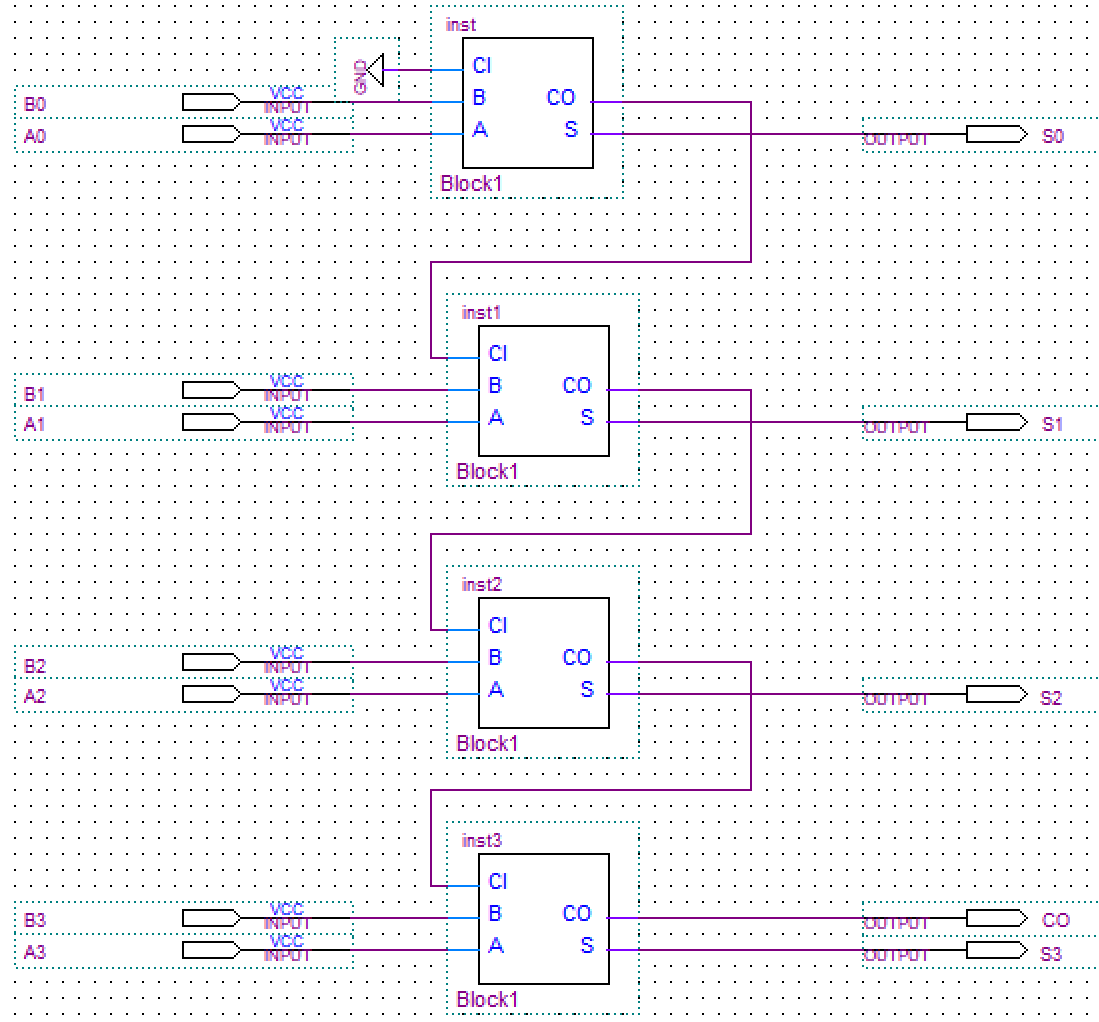 inst
GND
CI
B CO
A S
Block1
B0 VCC INPUT
A0 VCC INPUT
OUTPUT S0
inst1
CI
B CO
A S
Block1
B1 VCC INPUT
A1 VCC INPUT
OUTPUT S1
inst2
CI
B CO
A S
Block1
B2 VCC INPUT
A2 VCC INPUT
OUTPUT S2
inst3
CI
B CO
A S
Block1
B3 VCC INPUT
A3 VCC INPUT
OUTPUT CO
OUTPUT S3